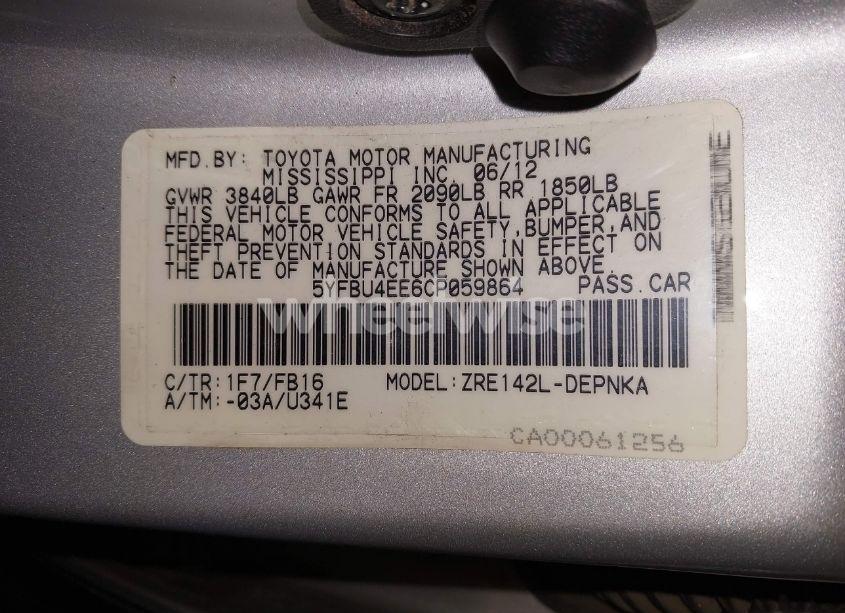 MFD.BY: TOYOTA MOTOR MANUFACTURING
MISSISSIPPI INC. 06/12
GVWR 3840LB GAWR FR 2090LB RR 1850LB
THIS VEHICLE CONFORMS TO ALL APPLICABLE
FEDERAL MOTOR VEHICLE SAFETY,BUMPER,AND
THEFT PREVENTION STANDARDS IN EFFECT ON
THE DATE OF MANUFACTURE SHOWN ABOVE.
5YFBU4EE6CP059864 PASS.CAR
Wheelwise
C/TR:1F7/FB16 MODEL:ZRE142L-DEPNKA
A/TM:-03A/U341E
CA00061256